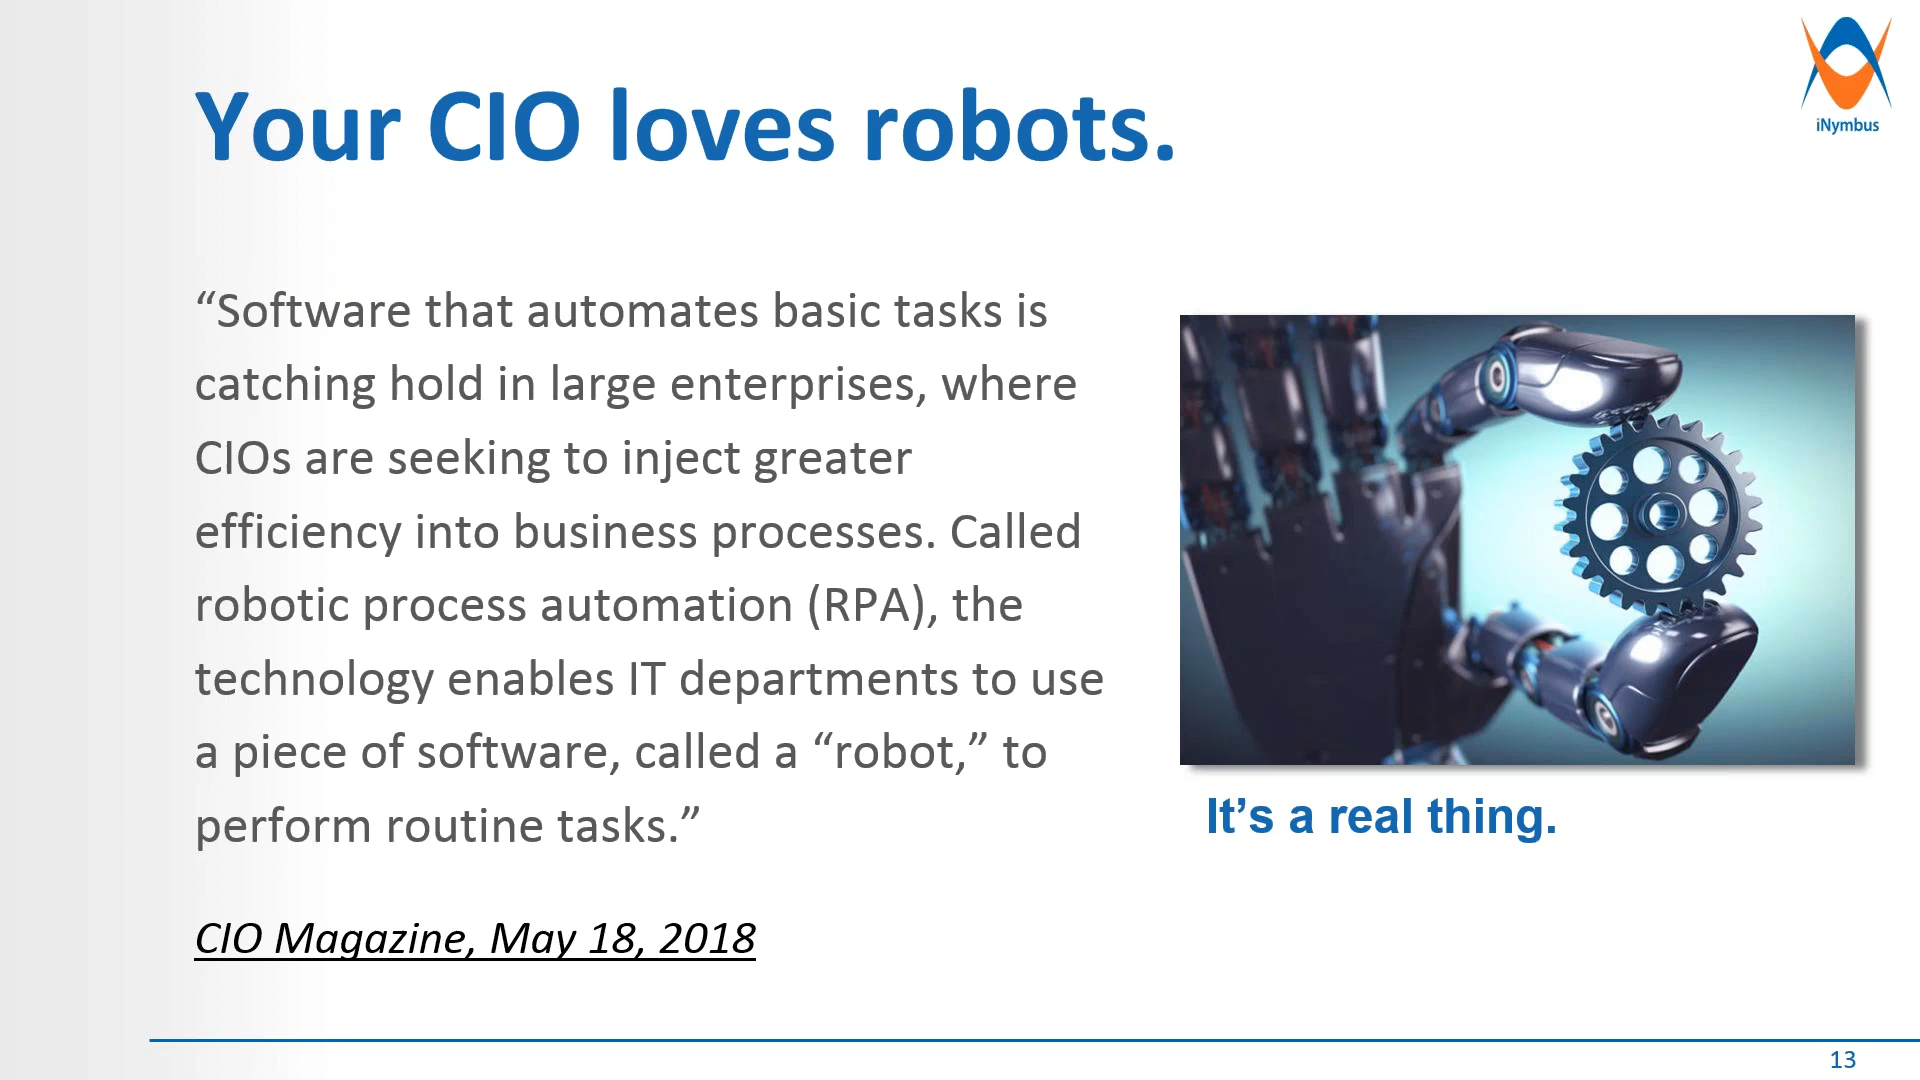 iNymbus
Your CIO loves robots.
“Software that automates basic tasks is
catching hold in large enterprises, where
CIOs are seeking to inject greater
efficiency into business processes. Called
robotic process automation (RPA), the
technology enables IT departments to use
a piece of software, called a “robot,” to
perform routine tasks.”
CIO Magazine, May 18, 2018
It’s a real thing.
13